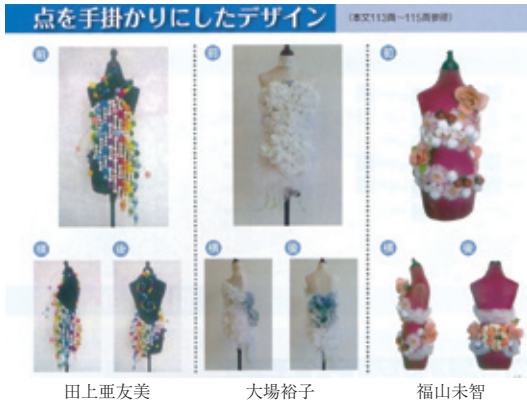 点を手掛かりにしたデザイン (本文113頁~115頁参照)
前 前 前
横 後 横 後 横 後
田上亜友美 大場裕子 福山未智